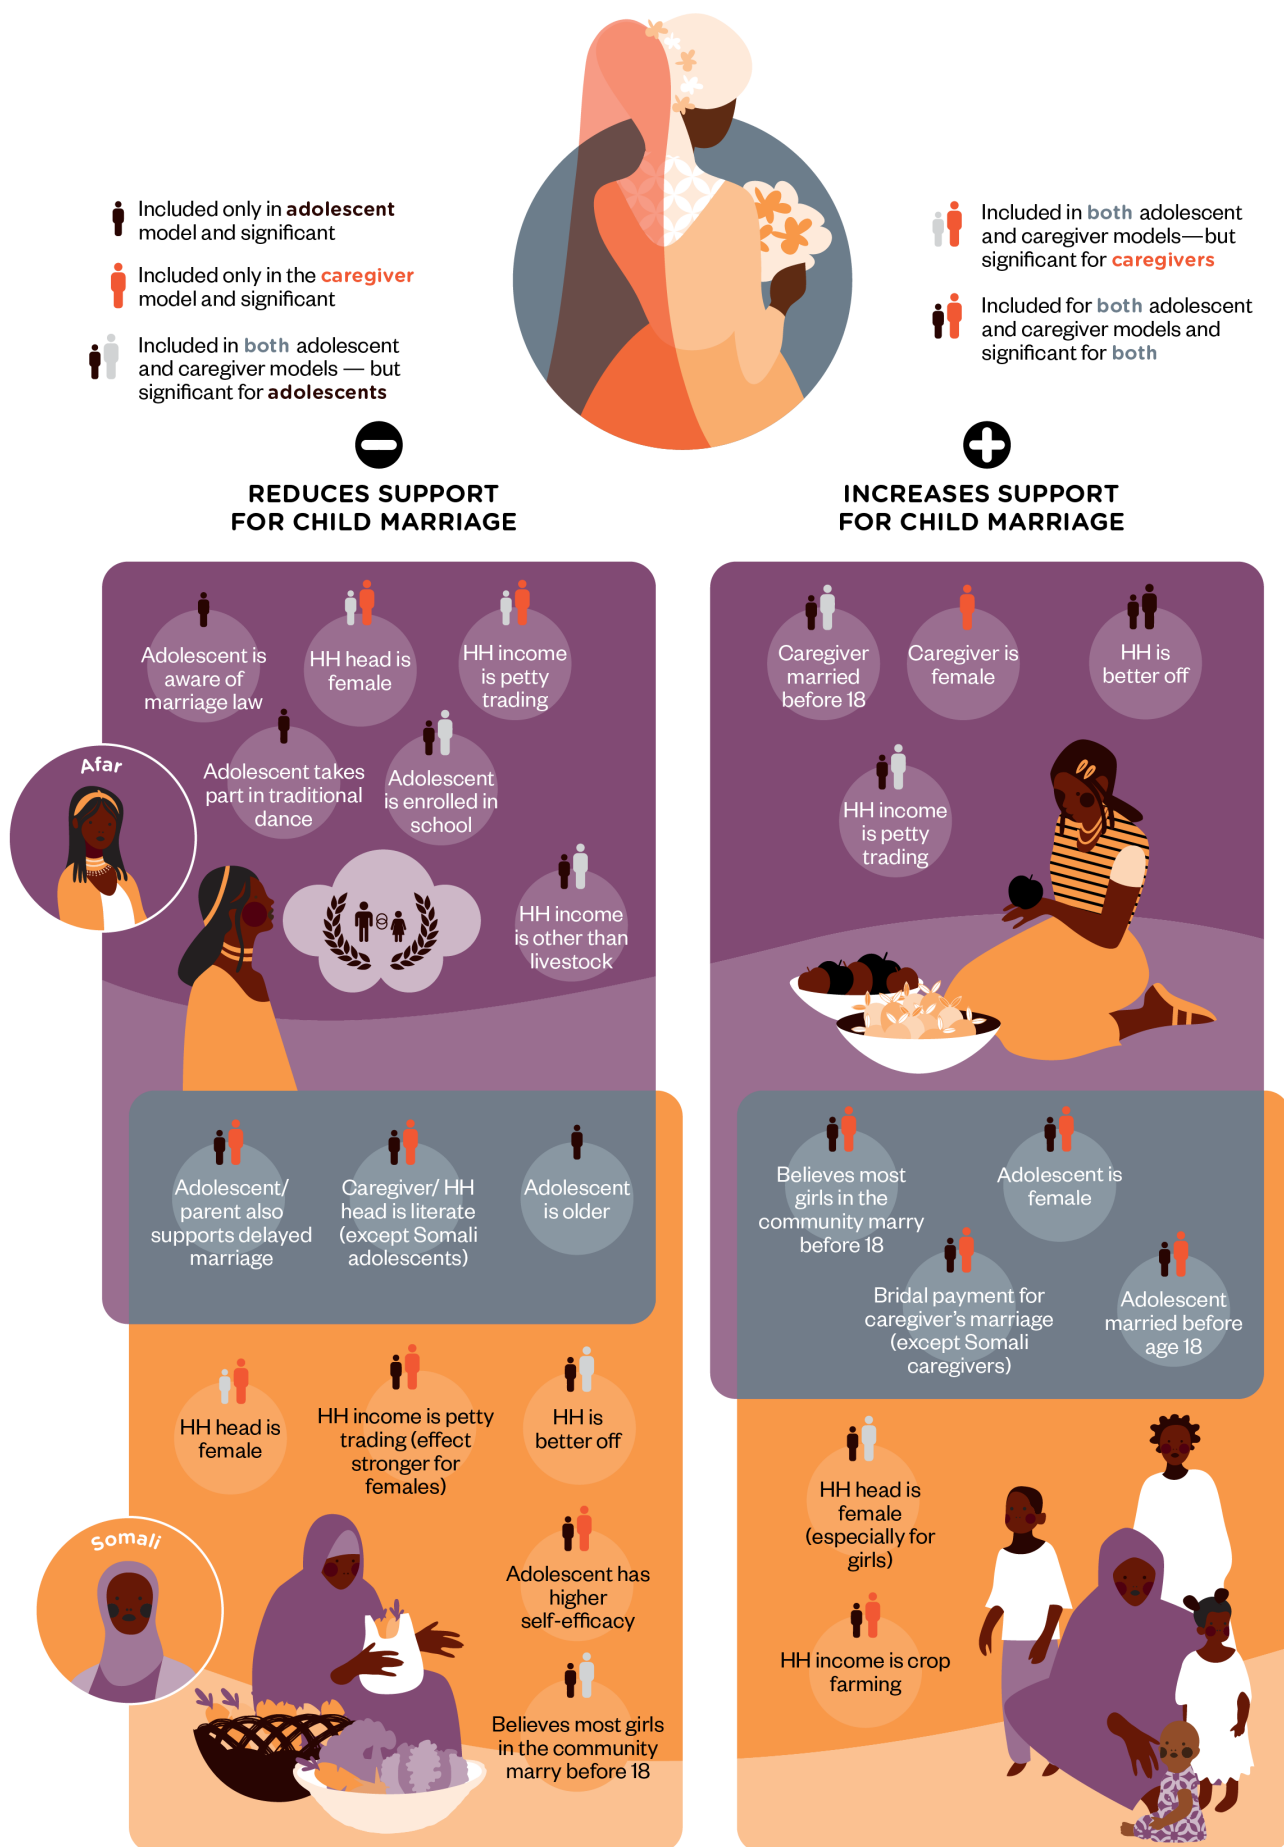 Included only in adolescent
model and significant
Included only in the caregiver
model and significant
Included in both adolescent
and caregiver models — but
significant for adolescents
Included in both adolescent
and caregiver models—but
significant for caregivers
Included for both adolescent
and caregiver models and
significant for both
REDUCES SUPPORT
FOR CHILD MARRIAGE
INCREASES SUPPORT
FOR CHILD MARRIAGE
Afar
Adolescent is
aware of
marriage law
HH head is
female
HH income
is petty
trading
Adolescent takes
part in traditional
dance
Adolescent
is enrolled in
school
HH income
is other than
livestock
Caregiver
married
before 18
Caregiver is
female
HH is
better off
HH income
is petty
trading
Adolescent/
parent also
supports delayed
marriage
Caregiver/ HH
head is literate
(except Somali
adolescents)
Adolescent
is older
Believes most
girls in the
community marry
before 18
Adolescent is
female
Bridal payment for
caregiver's marriage
(except Somali
caregivers)
Adolescent
married before
age 18
Somali
HH head is
female
HH income is petty
trading (effect
stronger for
females)
HH is
better off
Adolescent has
higher
self-efficacy
Believes most girls
in the community
marry before 18
HH head is
female
(especially for
girls)
HH income is crop
farming